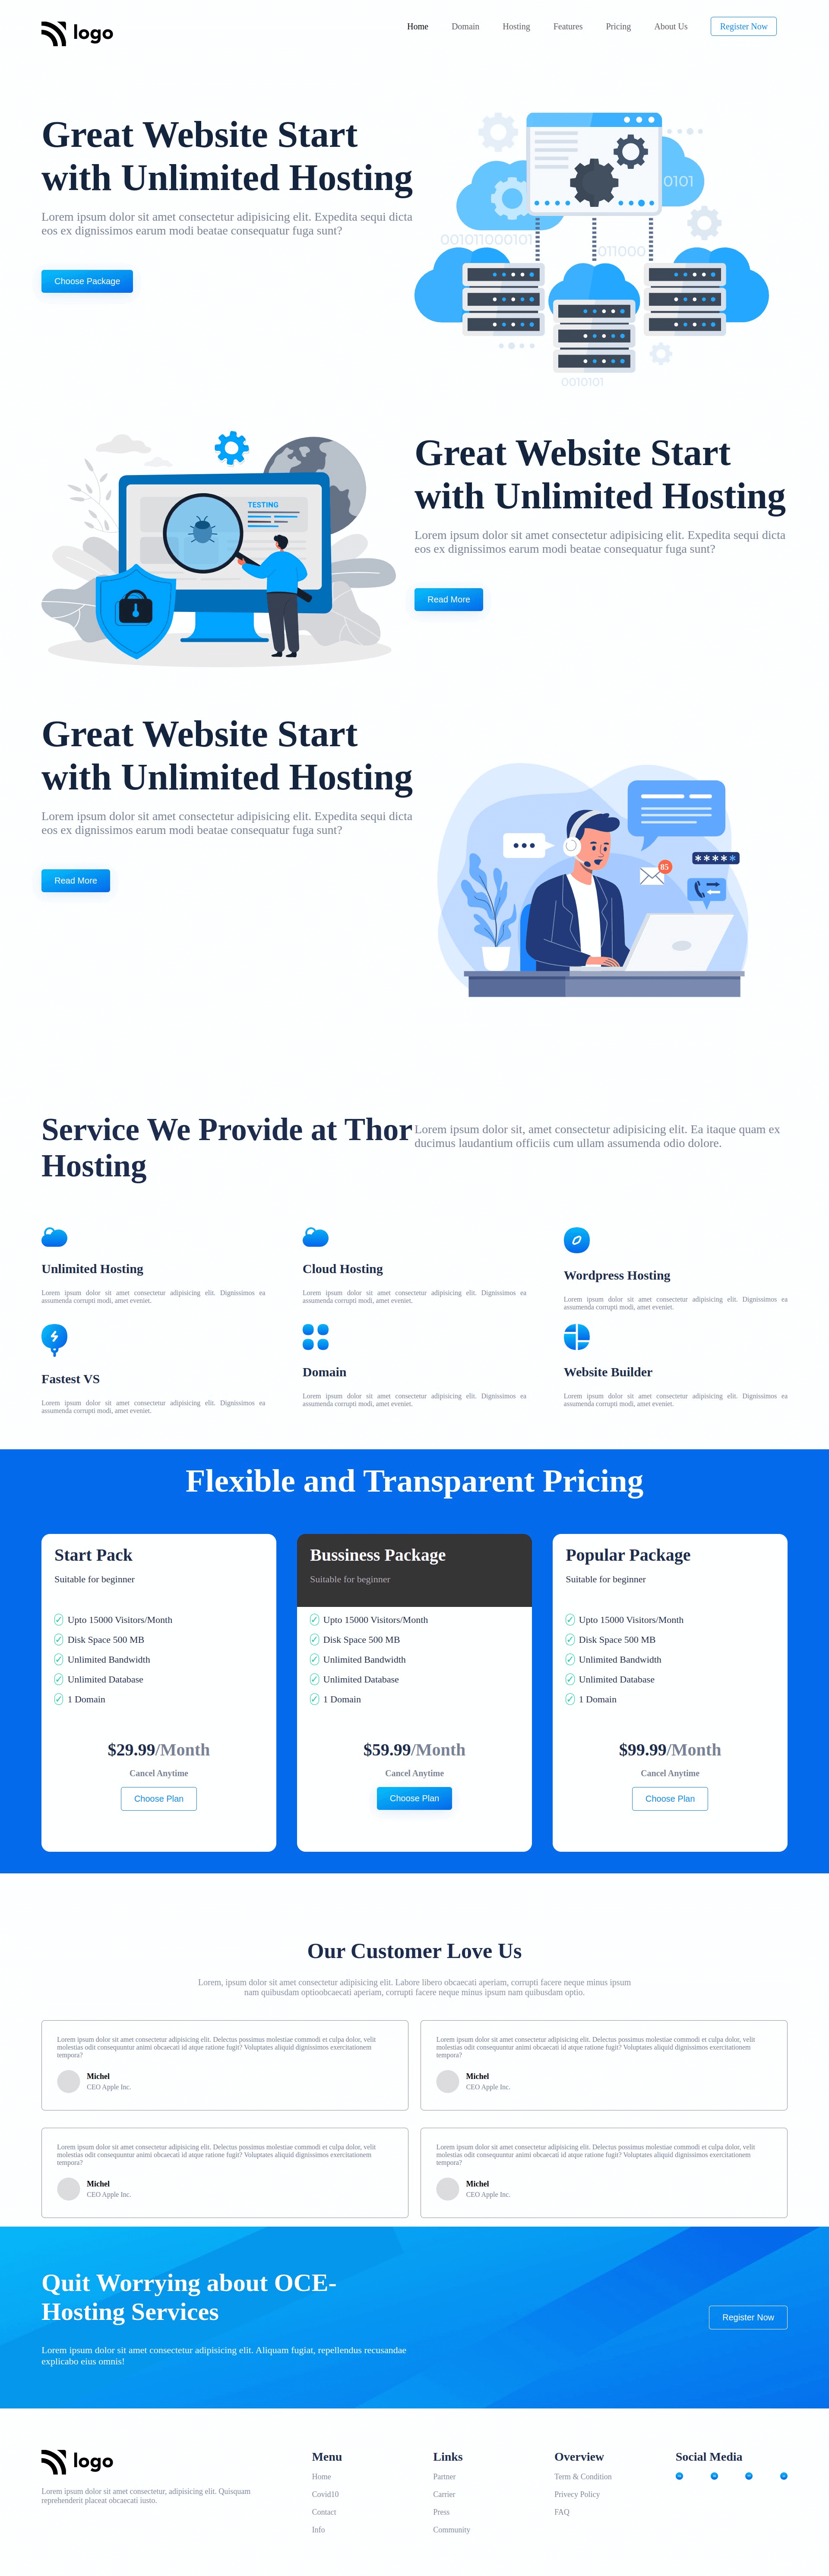 logo
Home Domain Hosting Features Pricing About Us Register Now
Great Website Start
with Unlimited Hosting
Lorem ipsum dolor sit amet consectetur adipisicing elit. Expedita sequi dicta
eos ex dignissimos earum modi beatae consequatur fuga sunt?
Choose Package
0101
001011000101
011000
0010101
TESTING
Great Website Start
with Unlimited Hosting
Lorem ipsum dolor sit amet consectetur adipisicing elit. Expedita sequi dicta
eos ex dignissimos earum modi beatae consequatur fuga sunt?
Read More
Great Website Start
with Unlimited Hosting
Lorem ipsum dolor sit amet consectetur adipisicing elit. Expedita sequi dicta
eos ex dignissimos earum modi beatae consequatur fuga sunt?
Read More
85
*****
Service We Provide at Thor
Hosting
Lorem ipsum dolor sit, amet consectetur adipisicing elit. Ea itaque quam ex
ducimus laudantium officiis cum ullam assumenda odio dolore.
Unlimited Hosting
Lorem ipsum dolor sit amet consectetur adipisicing elit. Dignissimos ea
assumenda corrupti modi, amet eveniet.
Cloud Hosting
Lorem ipsum dolor sit amet consectetur adipisicing elit. Dignissimos ea
assumenda corrupti modi, amet eveniet.
Wordpress Hosting
Lorem ipsum dolor sit amet consectetur adipisicing elit. Dignissimos ea
assumenda corrupti modi, amet eveniet.
Fastest VS
Lorem ipsum dolor sit amet consectetur adipisicing elit. Dignissimos ea
assumenda corrupti modi, amet eveniet.
Domain
Lorem ipsum dolor sit amet consectetur adipisicing elit. Dignissimos ea
assumenda corrupti modi, amet eveniet.
Website Builder
Lorem ipsum dolor sit amet consectetur adipisicing elit. Dignissimos ea
assumenda corrupti modi, amet eveniet.
Flexible and Transparent Pricing
Start Pack
Suitable for beginner
✓ Upto 15000 Visitors/Month
✓ Disk Space 500 MB
✓ Unlimited Bandwidth
✓ Unlimited Database
✓ 1 Domain
$29.99/Month
Cancel Anytime
Choose Plan
Bussiness Package
Suitable for beginner
✓ Upto 15000 Visitors/Month
✓ Disk Space 500 MB
✓ Unlimited Bandwidth
✓ Unlimited Database
✓ 1 Domain
$59.99/Month
Cancel Anytime
Choose Plan
Popular Package
Suitable for beginner
✓ Upto 15000 Visitors/Month
✓ Disk Space 500 MB
✓ Unlimited Bandwidth
✓ Unlimited Database
✓ 1 Domain
$99.99/Month
Cancel Anytime
Choose Plan
Our Customer Love Us
Lorem, ipsum dolor sit amet consectetur adipisicing elit. Labore libero obcaecati aperiam, corrupti facere neque minus ipsum
nam quibusdam optioobcaecati aperiam, corrupti facere neque minus ipsum nam quibusdam optio.
Lorem ipsum dolor sit amet consectetur adipisicing elit. Delectus possimus molestiae commodi et culpa dolor, velit
molestias odit consequuntur animi obcaecati id atque ratione fugit? Voluptates aliquid dignissimos exercitationem
tempora?
Michel
CEO Apple Inc.
Lorem ipsum dolor sit amet consectetur adipisicing elit. Delectus possimus molestiae commodi et culpa dolor, velit
molestias odit consequuntur animi obcaecati id atque ratione fugit? Voluptates aliquid dignissimos exercitationem
tempora?
Michel
CEO Apple Inc.
Lorem ipsum dolor sit amet consectetur adipisicing elit. Delectus possimus molestiae commodi et culpa dolor, velit
molestias odit consequuntur animi obcaecati id atque ratione fugit? Voluptates aliquid dignissimos exercitationem
tempora?
Michel
CEO Apple Inc.
Lorem ipsum dolor sit amet consectetur adipisicing elit. Delectus possimus molestiae commodi et culpa dolor, velit
molestias odit consequuntur animi obcaecati id atque ratione fugit? Voluptates aliquid dignissimos exercitationem
tempora?
Michel
CEO Apple Inc.
Quit Worrying about OCE-
Hosting Services
Lorem ipsum dolor sit amet consectetur adipisicing elit. Aliquam fugiat, repellendus recusandae
explicabo eius omnis!
Register Now
logo
Lorem ipsum dolor sit amet consectetur, adipisicing elit. Quisquam
reprehenderit placeat obcaecati iusto.
Menu
Home
Covid10
Contact
Info
Links
Partner
Carrier
Press
Community
Overview
Term & Condition
Privecy Policy
FAQ
Social Media